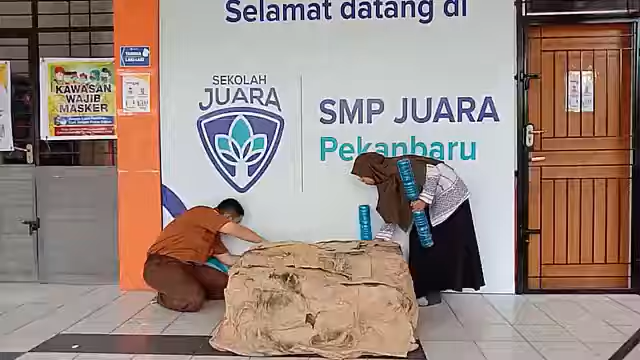 Selamat datang di
SEKOLAH
JUARA
SMP JUARA
Pekanbaru
KAWASAN
WAJIB
MASKER